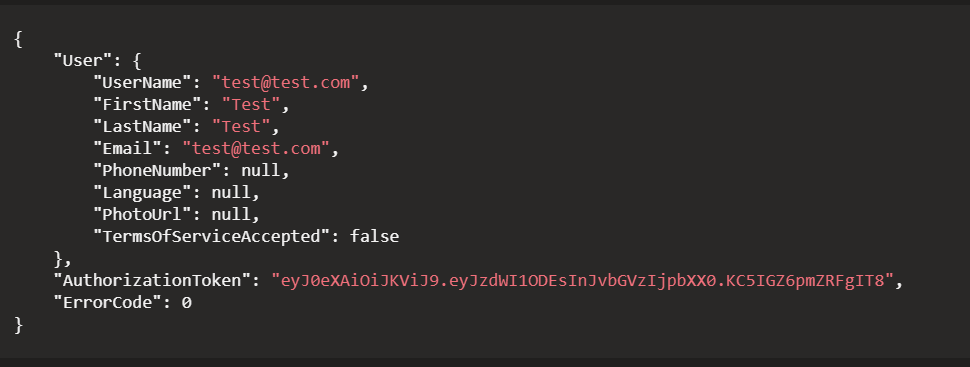 {
    "User": {
        "UserName": "test@test.com",
        "FirstName": "Test",
        "LastName": "Test",
        "Email": "test@test.com",
        "PhoneNumber": null,
        "Language": null,
        "PhotoUrl": null,
        "TermsOfServiceAccepted": false
    },
    "AuthorizationToken": "eyJ0eXAiOiJKViJ9.eyJzdWI1ODEsInJvbGVzIjpbXX0.KC5IGZ6pmZRFgIT8",
    "ErrorCode": 0
}